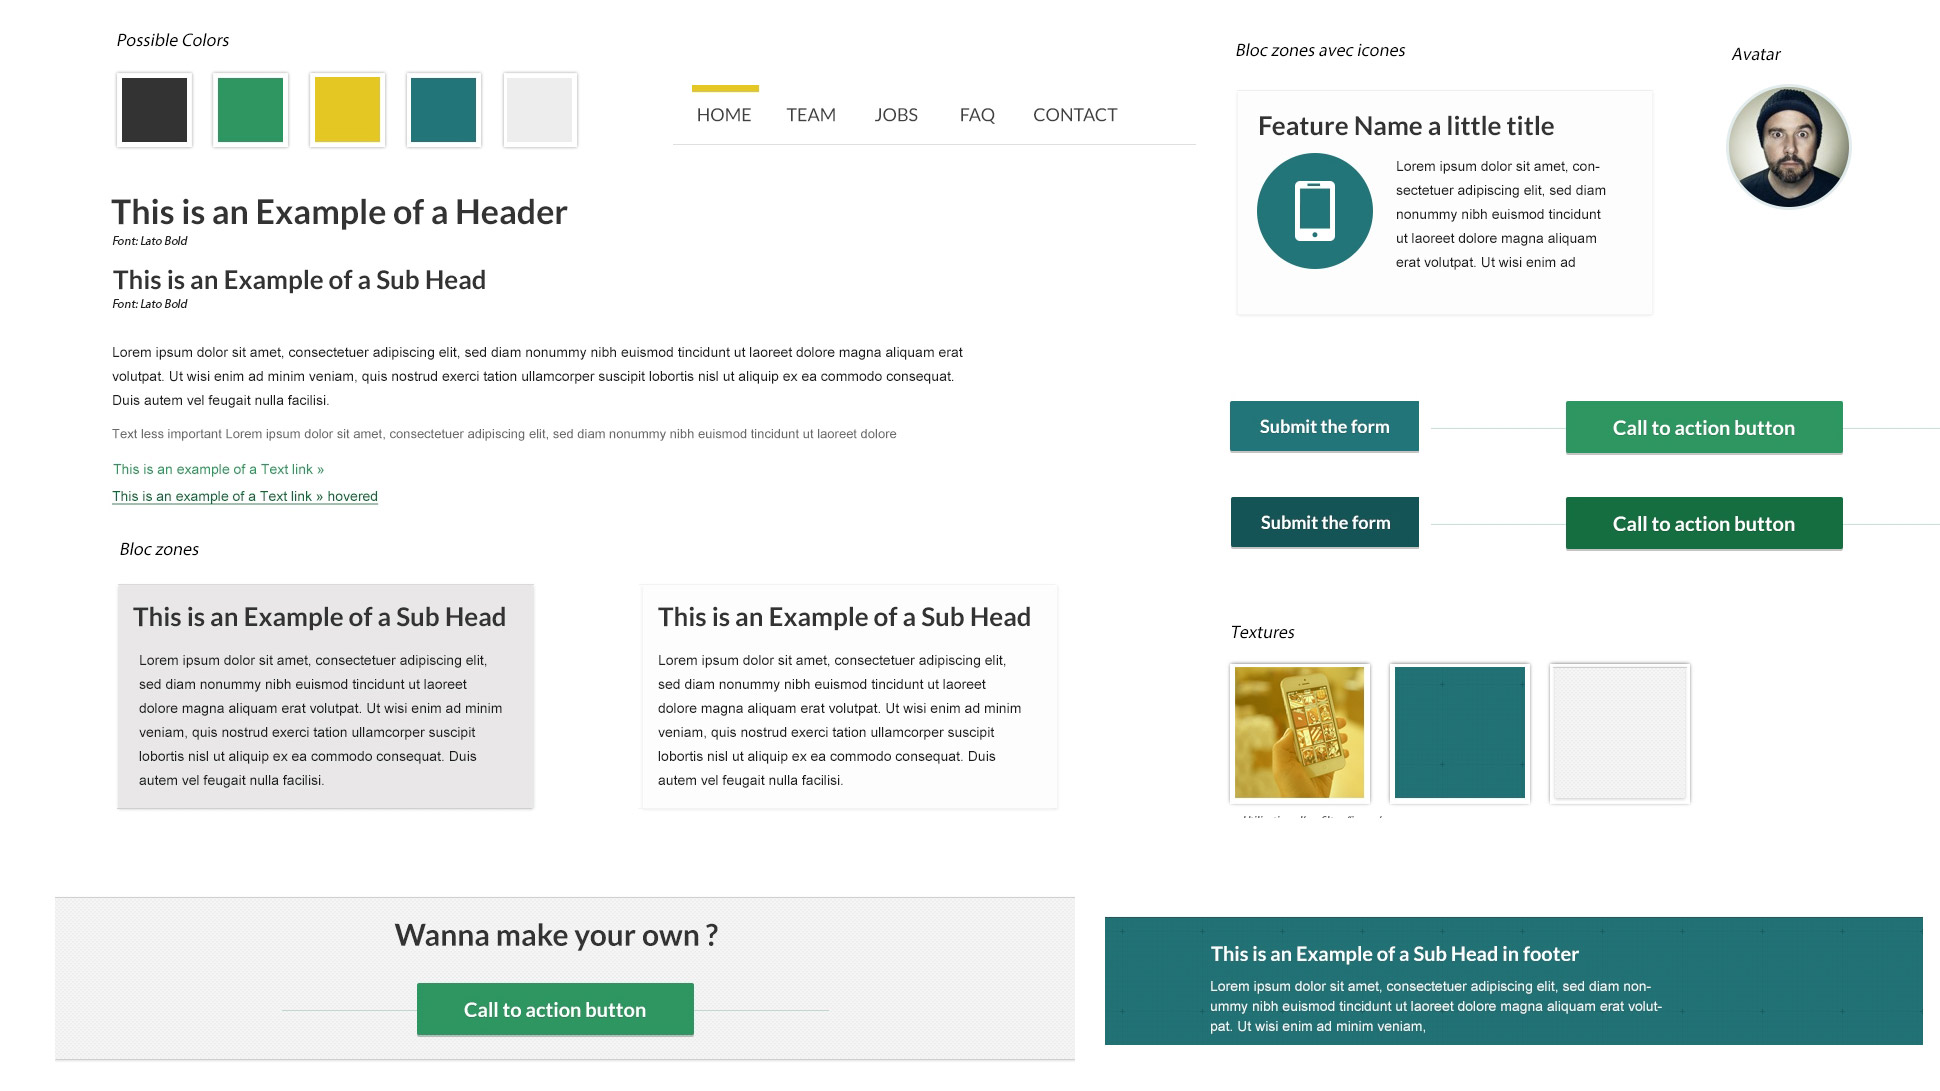 Possible Colors
HOME TEAM JOBS FAQ CONTACT
This is an Example of a Header
Font: Lato Bold
This is an Example of a Sub Head
Font: Lato Bold
Lorem ipsum dolor sit amet, consectetuer adipiscing elit, sed diam nonummy nibh euismod tincidunt ut laoreet dolore magna aliquam erat
volutpat. Ut wisi enim ad minim veniam, quis nostrud exerci tation ullamcorper suscipit lobortis nisl ut aliquip ex ea commodo consequat.
Duis autem vel feugait nulla facilisi.
Text less important Lorem ipsum dolor sit amet, consectetuer adipiscing elit, sed diam nonummy nibh euismod tincidunt ut laoreet dolore
This is an example of a Text link »
This is an example of a Text link » hovered
Bloc zones
This is an Example of a Sub Head
Lorem ipsum dolor sit amet, consectetuer adipiscing elit,
sed diam nonummy nibh euismod tincidunt ut laoreet
dolore magna aliquam erat volutpat. Ut wisi enim ad minim
veniam, quis nostrud exerci tation ullamcorper suscipit
lobortis nisl ut aliquip ex ea commodo consequat. Duis
autem vel feugait nulla facilisi.
This is an Example of a Sub Head
Lorem ipsum dolor sit amet, consectetuer adipiscing elit,
sed diam nonummy nibh euismod tincidunt ut laoreet
dolore magna aliquam erat volutpat. Ut wisi enim ad minim
veniam, quis nostrud exerci tation ullamcorper suscipit
lobortis nisl ut aliquip ex ea commodo consequat. Duis
autem vel feugait nulla facilisi.
Bloc zones avec icones
Feature Name a little title
Lorem ipsum dolor sit amet, con-
sectetuer adipiscing elit, sed diam
nonummy nibh euismod tincidunt
ut laoreet dolore magna aliquam
erat volutpat. Ut wisi enim ad
Avatar
Submit the form
Call to action button
Submit the form
Call to action button
Textures
Wanna make your own ?
Call to action button
This is an Example of a Sub Head in footer
Lorem ipsum dolor sit amet, consectetuer adipiscing elit, sed diam non-
ummy nibh euismod tincidunt ut laoreet dolore magna aliquam erat volut-
pat. Ut wisi enim ad minim veniam,